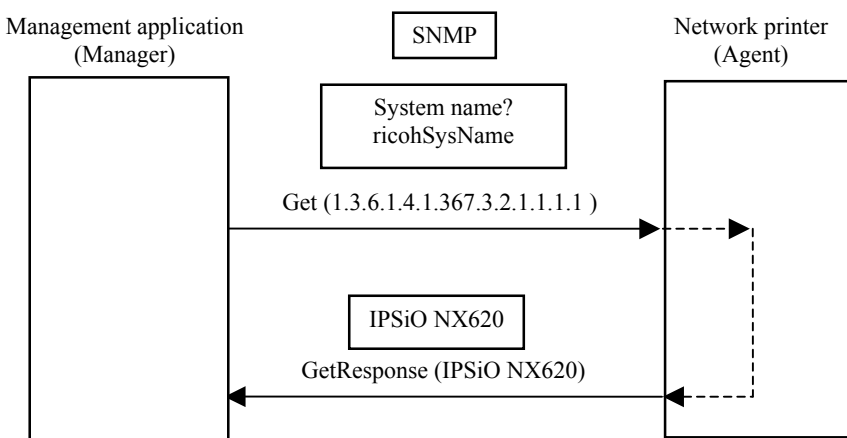 Management application
(Manager)
SNMP
Network printer
(Agent)
System name?
ricohSysName
Get (1.3.6.1.4.1.367.3.2.1.1.1.1 )
IPSiO NX620
GetResponse (IPSiO NX620)